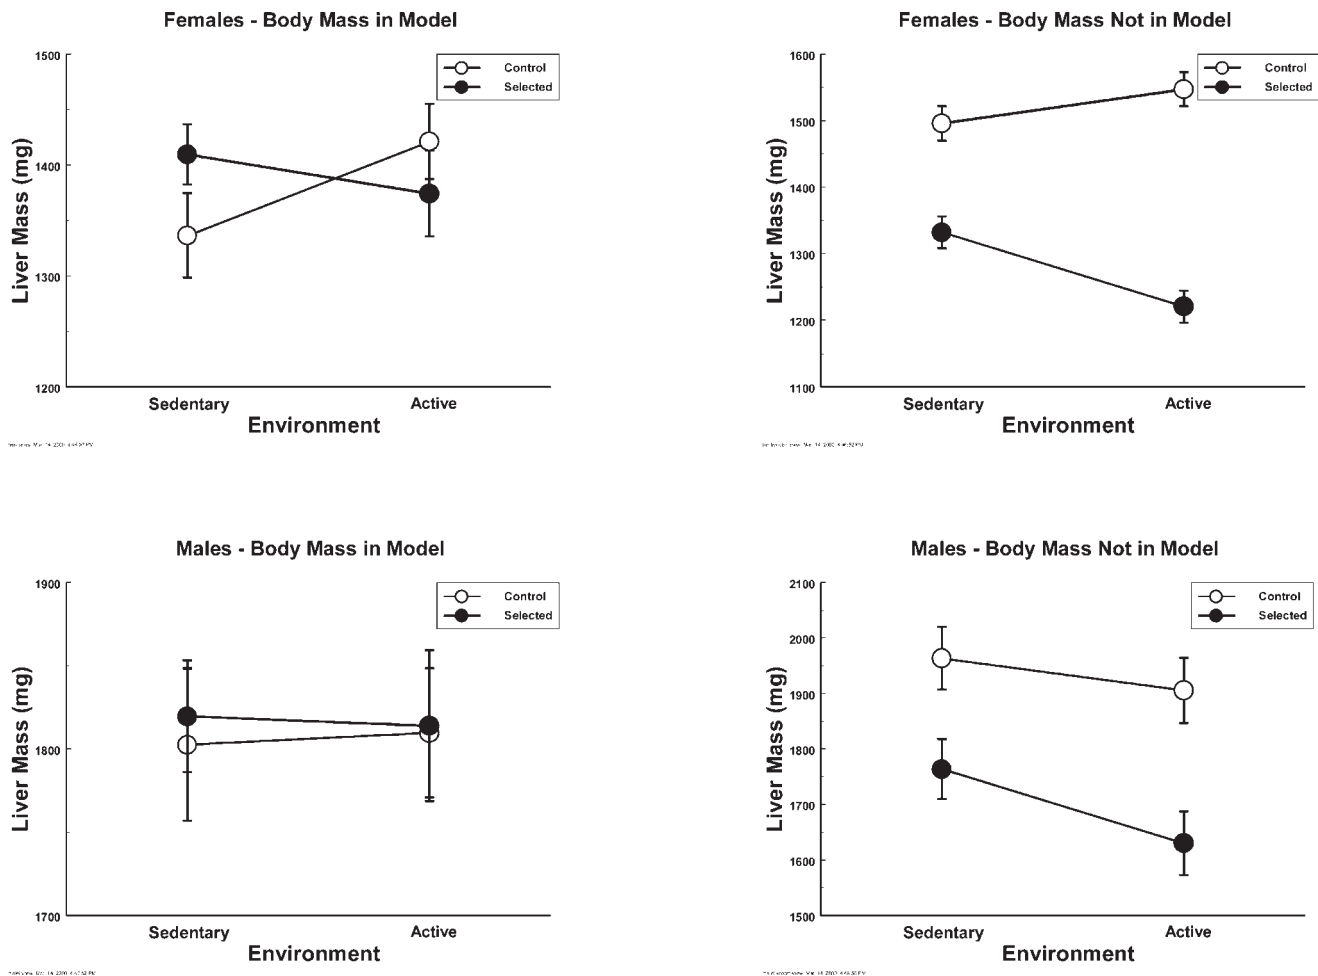 Females - Body Mass in Model
1500
1400
1300
1200
Liver Mass (mg)
Control
Selected
Sedentary
Active
Environment
Females - Body Mass Not in Model
1600
1500
1400
1300
1200
1100
Liver Mass (mg)
Control
Selected
Sedentary
Active
Environment
Males - Body Mass in Model
1900
1800
1700
Liver Mass (mg)
Control
Selected
Sedentary
Active
Environment
Males - Body Mass Not in Model
2100
2000
1900
1800
1700
1600
1500
Liver Mass (mg)
Control
Selected
Sedentary
Active
Environment